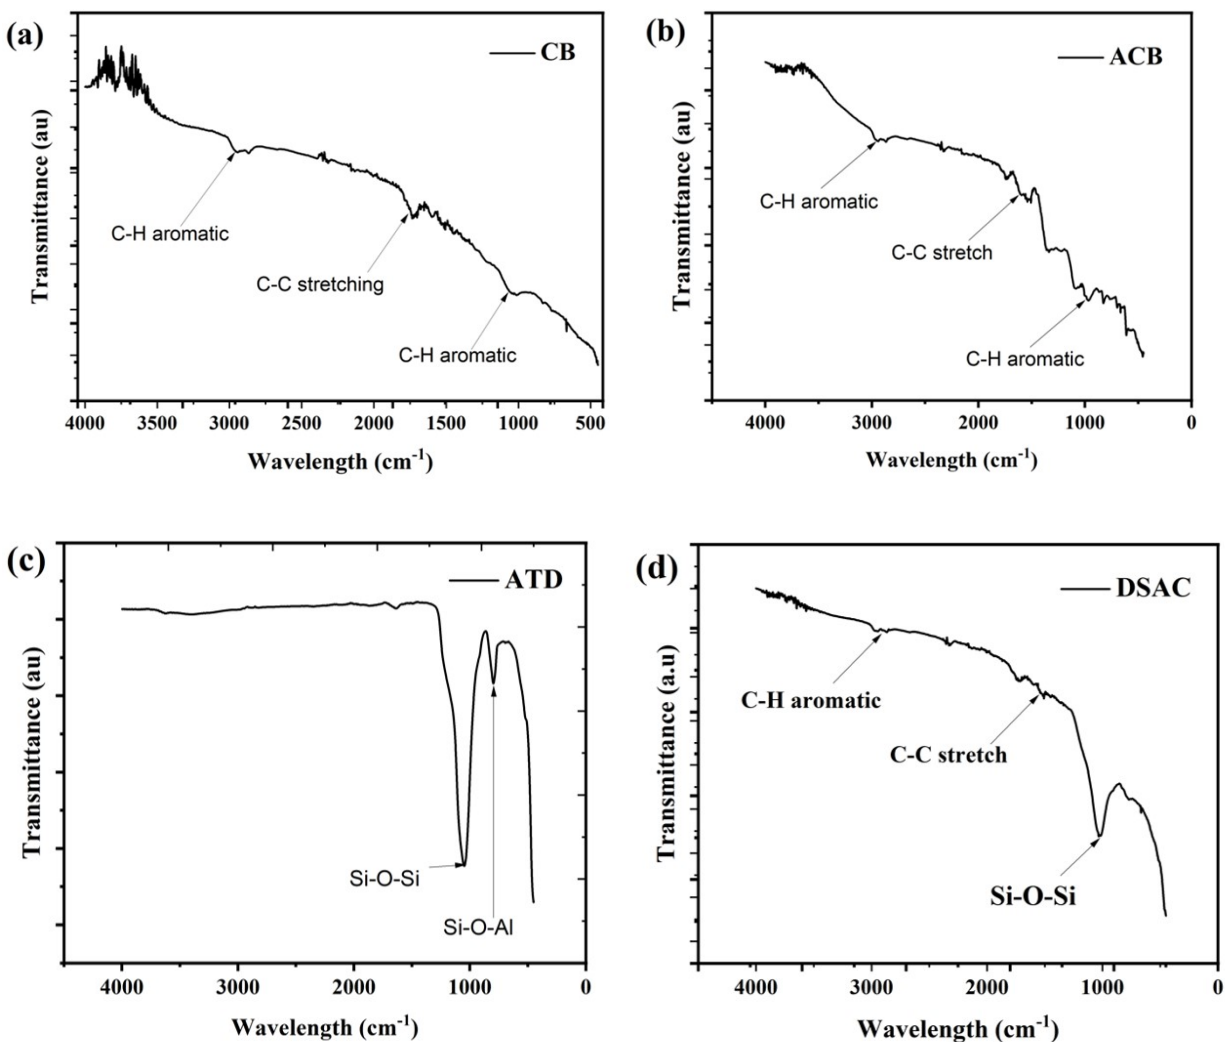 (a)
CB
Transmittance (au)
C-H aromatic
C-C stretching
C-H aromatic
4000 3500 3000 2500 2000 1500 1000 500
Wavelength (cm⁻¹)
(b)
ACB
Transmittance (au)
C-H aromatic
C-C stretch
C-H aromatic
4000 3000 2000 1000 0
Wavelength (cm⁻¹)
(c)
ATD
Transmittance (au)
Si-O-Si
Si-O-Al
4000 3000 2000 1000 0
Wavelength (cm⁻¹)
(d)
DSAC
Transmittance (a.u)
C-H aromatic
C-C stretch
Si-O-Si
4000 3000 2000 1000 0
Wavelength (cm⁻¹)